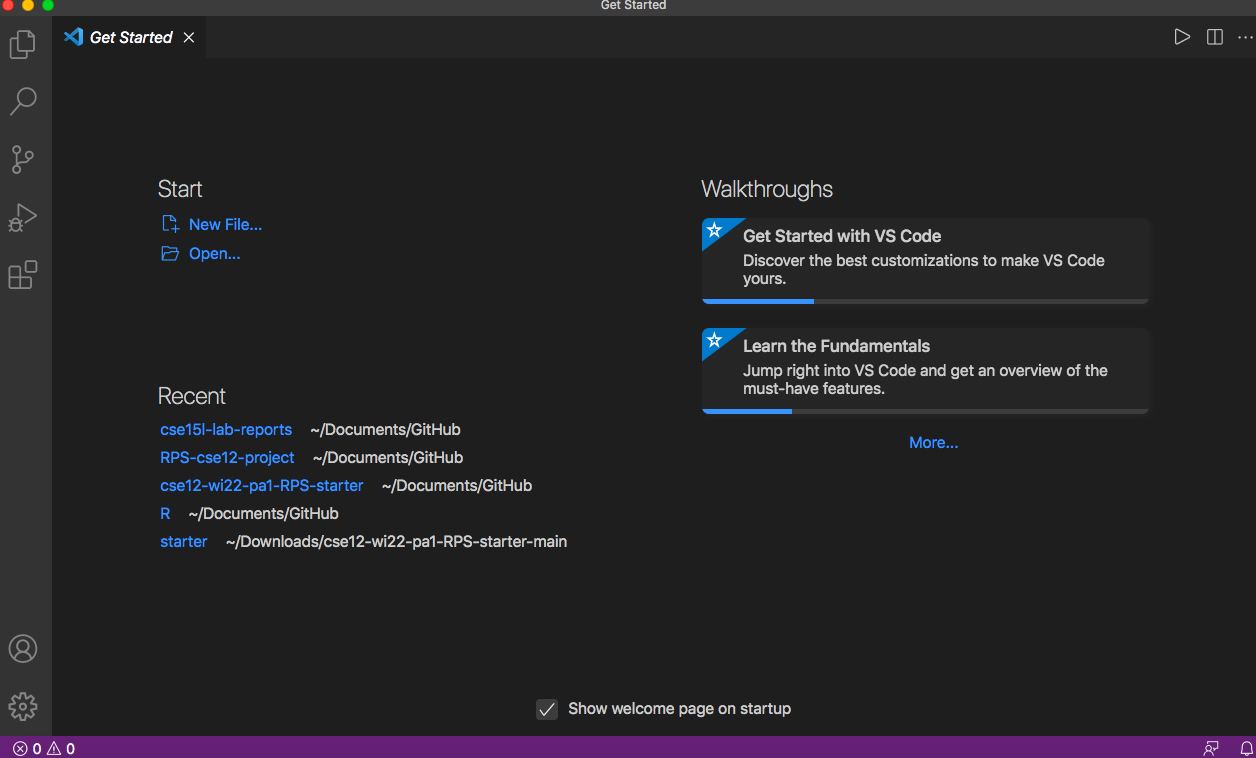 Get Started
Get Started
Start
New File...
Open...
Recent
cse15l-lab-reports ~/Documents/GitHub
RPS-cse12-project ~/Documents/GitHub
cse12-wi22-pa1-RPS-starter ~/Documents/GitHub
R ~/Documents/GitHub
starter ~/Downloads/cse12-wi22-pa1-RPS-starter-main
Walkthroughs
Get Started with VS Code
Discover the best customizations to make VS Code
yours.
Learn the Fundamentals
Jump right into VS Code and get an overview of the
must-have features.
More...
Show welcome page on startup
0 0